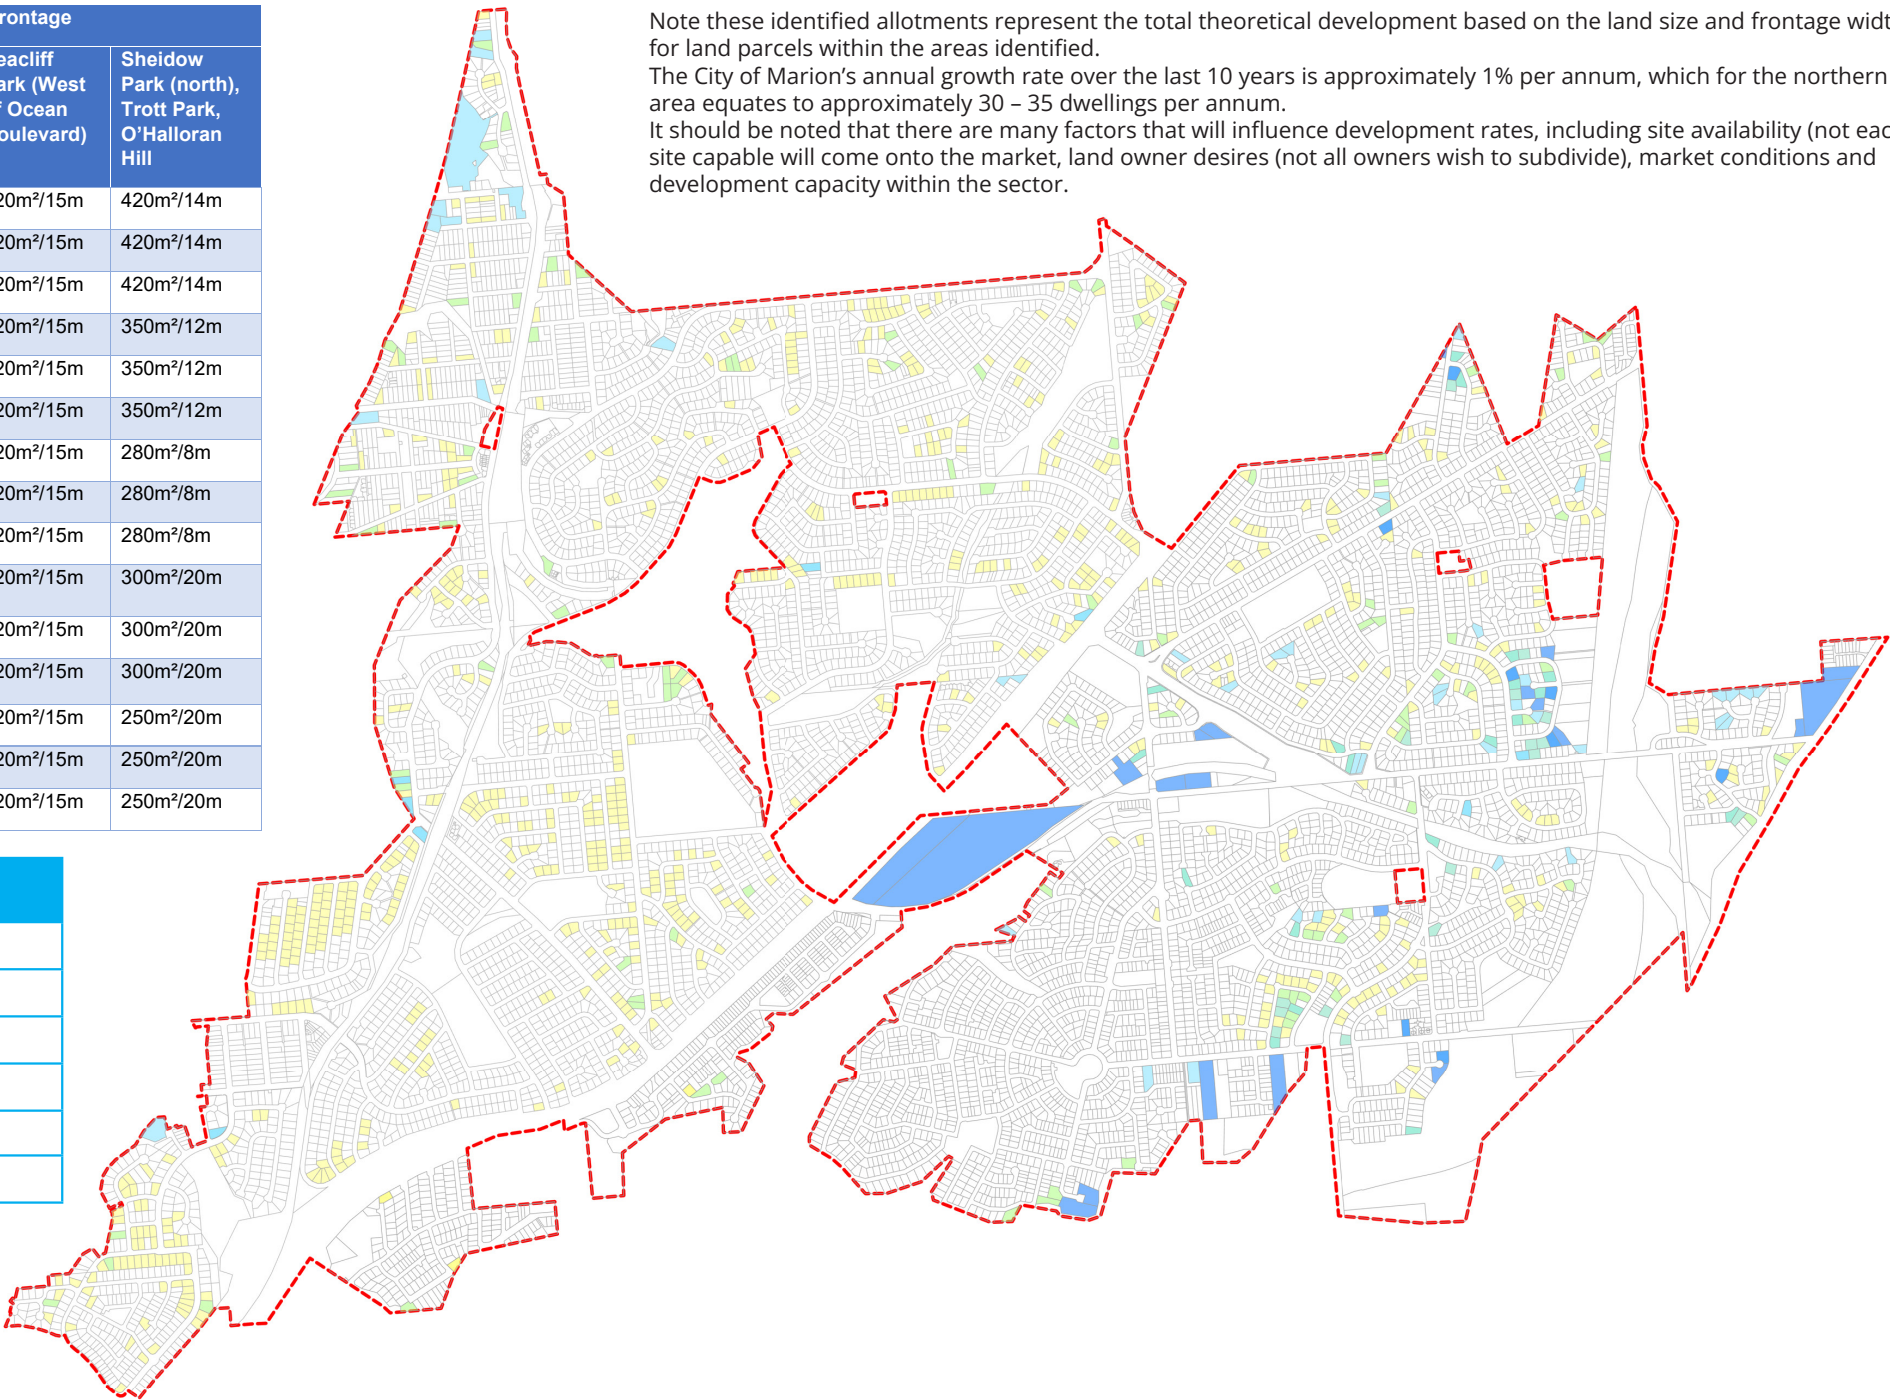 rontage
eacliff
ark (West
f Ocean
oulevard)
Sheidow
Park (north),
Trott Park,
O'Halloran
Hill
20m²/15m 420m²/14m
20m²/15m 420m²/14m
20m²/15m 420m²/14m
20m²/15m 350m²/12m
20m²/15m 350m²/12m
20m²/15m 350m²/12m
20m²/15m 280m²/8m
20m²/15m 280m²/8m
20m²/15m 280m²/8m
20m²/15m 300m²/20m
20m²/15m 300m²/20m
20m²/15m 300m²/20m
20m²/15m 250m²/20m
20m²/15m 250m²/20m
20m²/15m 250m²/20m
Note these identified allotments represent the total theoretical development based on the land size and frontage widt
for land parcels within the areas identified.
The City of Marion's annual growth rate over the last 10 years is approximately 1% per annum, which for the northern
area equates to approximately 30 – 35 dwellings per annum.
It should be noted that there are many factors that will influence development rates, including site availability (not eac
site capable will come onto the market, land owner desires (not all owners wish to subdivide), market conditions and
development capacity within the sector.